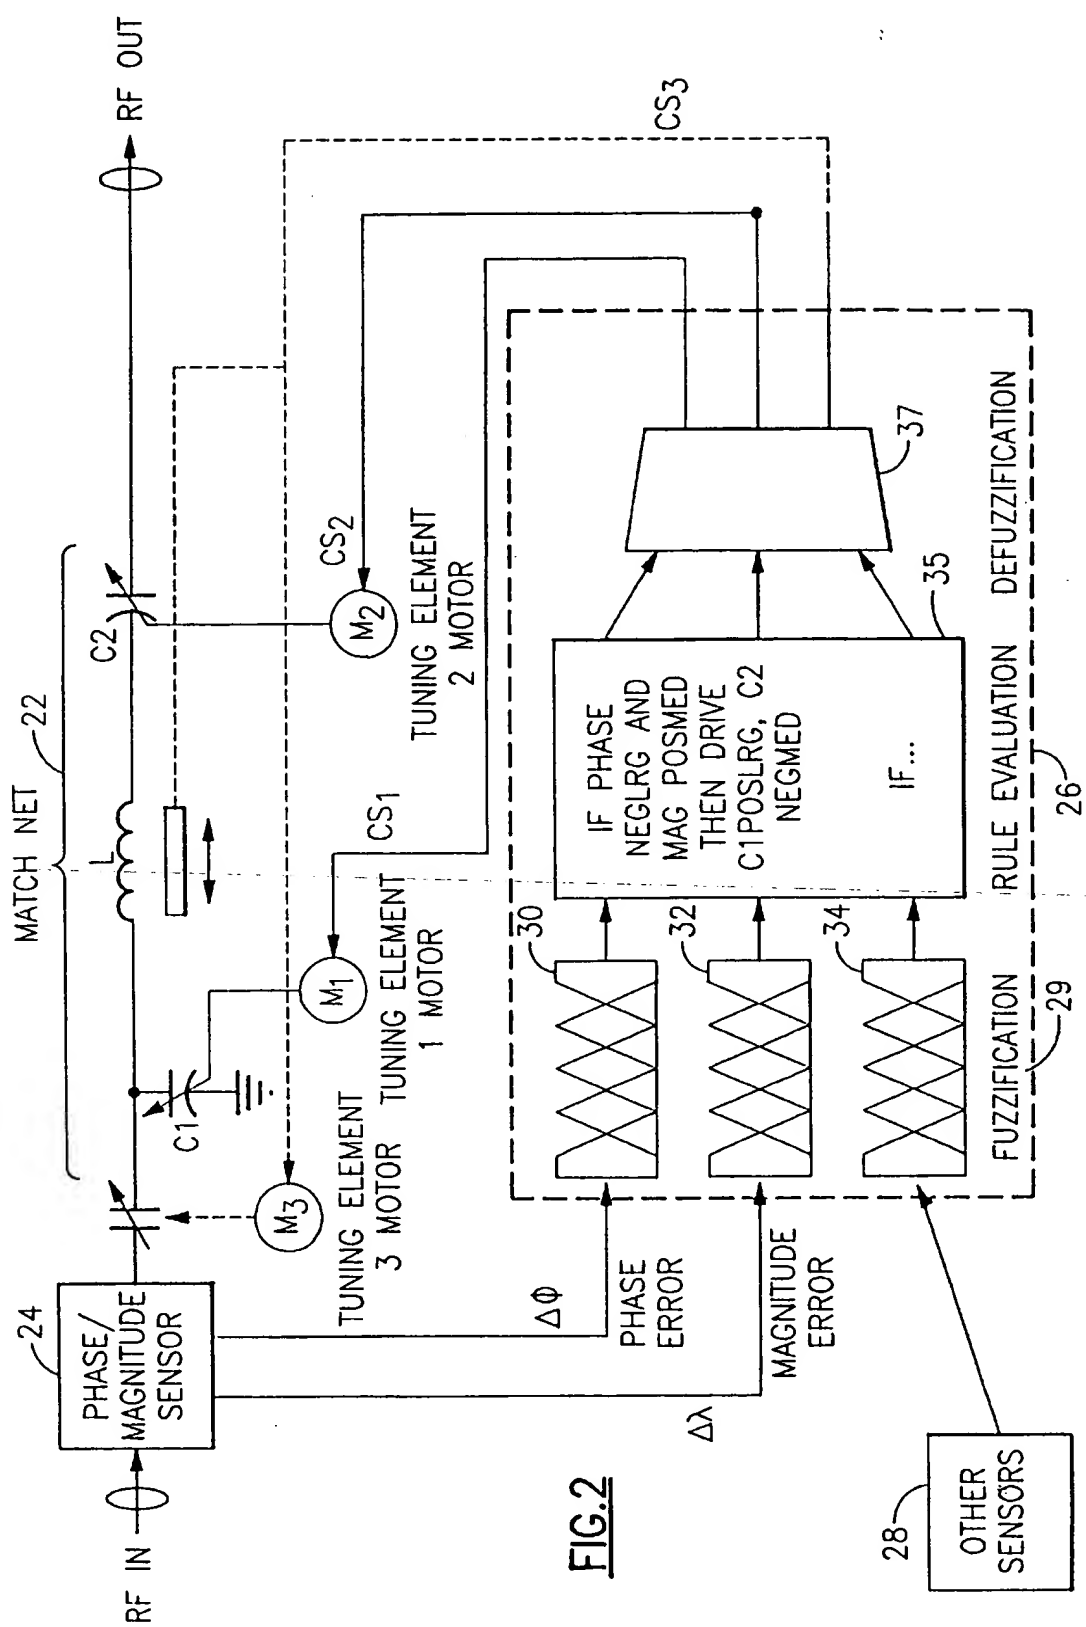 MATCH NET
22
RF IN
24
PHASE/
MAGNITUDE
SENSOR
C1
L
C2
RF OUT
M3
TUNING ELEMENT
3 MOTOR
M1
TUNING ELEMENT
1 MOTOR
CS1
M2
CS2
TUNING ELEMENT
2 MOTOR
CS3
ΔΦ
PHASE
ERROR
Δλ
MAGNITUDE
ERROR
28
OTHER
SENSORS
30
32
34
IF PHASE
NEGLRG AND
MAG POSMED
THEN DRIVE
C1POSLRG, C2
NEGMED
IF...
35
37
FUZZIFICATION
RULE EVALUATION
DEFUZZIFICATION
29
26
FIG.2